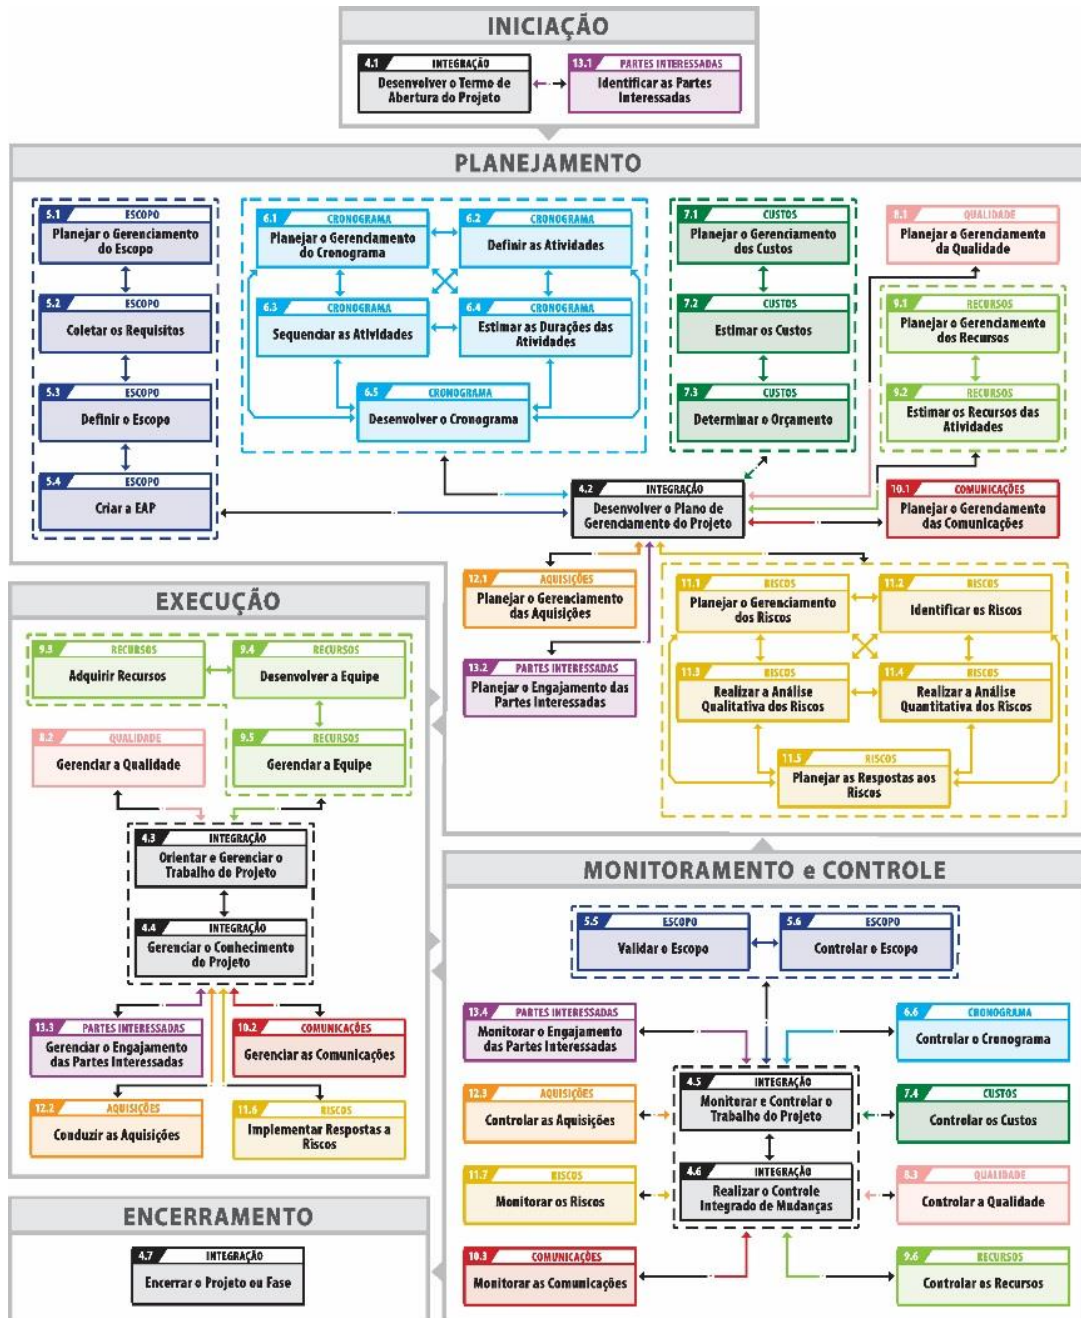 INICIAÇÃO
4.1 INTEGRAÇÃO
Desenvolver o Termo de
Abertura do Projeto
13.1 PARTES INTERESSADAS
Identificar as Partes
Interessadas
PLANEJAMENTO
5.1 ESCOPO
Planejar o Gerenciamento
do Escopo
5.2 ESCOPO
Coletar os Requisitos
5.3 ESCOPO
Definir o Escopo
5.4 ESCOPO
Criar a EAP
6.1 CRONOGRAMA
Planejar o Gerenciamento
do Cronograma
6.2 CRONOGRAMA
Definir as Atividades
6.3 CRONOGRAMA
Sequenciar as Atividades
6.4 CRONOGRAMA
Estimar as Durações das
Atividades
6.5 CRONOGRAMA
Desenvolver o Cronograma
7.1 CUSTOS
Planejar o Gerenciamento
dos Custos
7.2 CUSTOS
Estimar os Custos
7.3 CUSTOS
Determinar o Orçamento
8.1 QUALIDADE
Planejar o Gerenciamento
da Qualidade
9.1 RECURSOS
Planejar o Gerenciamento
dos Recursos
9.2 RECURSOS
Estimar os Recursos das
Atividades
4.2 INTEGRAÇÃO
Desenvolver o Plano de
Gerenciamento do Projeto
10.1 COMUNICAÇÕES
Planejar o Gerenciamento
das Comunicações
12.1 AQUISIÇÕES
Planejar o Gerenciamento
das Aquisições
13.2 PARTES INTERESSADAS
Planejar o Engajamento das
Partes Interessadas
11.1 RISCOS
Planejar o Gerenciamento
dos Riscos
11.2 RISCOS
Identificar os Riscos
11.3 RISCOS
Realizar a Análise
Qualitativa dos Riscos
11.4 RISCOS
Realizar a Análise
Quantitativa dos Riscos
11.5 RISCOS
Planejar as Respostas aos
Riscos
EXECUÇÃO
9.3 RECURSOS
Adquirir Recursos
9.4 RECURSOS
Desenvolver a Equipe
8.2 QUALIDADE
Gerenciar a Qualidade
9.5 RECURSOS
Gerenciar a Equipe
4.3 INTEGRAÇÃO
Orientar e Gerenciar o
Trabalho do Projeto
4.4 INTEGRAÇÃO
Gerenciar o Conhecimento
do Projeto
13.3 PARTES INTERESSADAS
Gerenciar o Engajamento
das Partes Interessadas
10.2 COMUNICAÇÕES
Gerenciar as Comunicações
12.2 AQUISIÇÕES
Conduzir as Aquisições
11.6 RISCOS
Implementar Respostas a
Riscos
MONITORAMENTO e CONTROLE
5.5 ESCOPO
Validar o Escopo
5.6 ESCOPO
Controlar o Escopo
13.4 PARTES INTERESSADAS
Monitorar o Engajamento
das Partes Interessadas
6.6 CRONOGRAMA
Controlar o Cronograma
4.5 INTEGRAÇÃO
Monitorar e Controlar o
Trabalho do Projeto
12.3 AQUISIÇÕES
Controlar as Aquisições
7.4 CUSTOS
Controlar os Custos
4.6 INTEGRAÇÃO
Realizar o Controle
Integrado de Mudanças
11.7 RISCOS
Monitorar os Riscos
8.3 QUALIDADE
Controlar a Qualidade
10.3 COMUNICAÇÕES
Monitorar as Comunicações
9.6 RECURSOS
Controlar os Recursos
ENCERRAMENTO
4.7 INTEGRAÇÃO
Encerrar o Projeto ou Fase